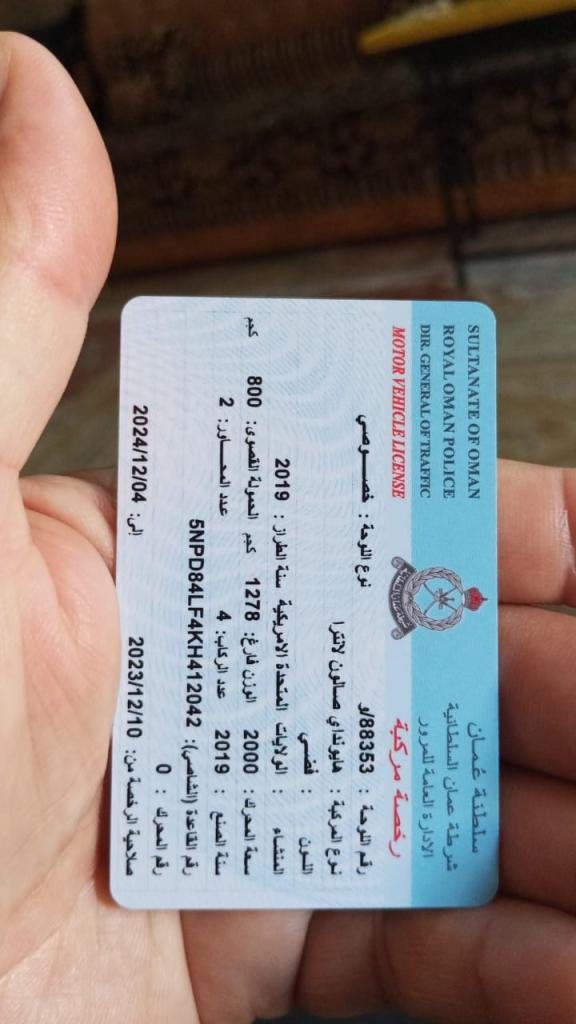 SULTANATE OF OMAN
ROYAL OMAN POLICE
DIR. GENERAL OF TRAFFIC
MOTOR VEHICLE LICENSE
سلطنة عُمان
شرطة عمان السلطانية
الادارة العامة للمرور
رخصة مركبة
رقم اللوحة : 88353/و نوع اللوحة : خصوصي
نوع المركبة : هايونداي صالون لانترا
اللون : فضي
المنشاء : الولايات المتحدة الامريكية سنة الطراز : 2019
سعة المحرك: 2000 الوزن فارغ: 1278 كجم الحمولة القصوى: 800 كجم
سنة الصنع : 2019 عدد الركاب: 4 عدد المحاور: 2
رقم القاعدة (الشاصي): 5NPD84LF4KH412042
رقم المحرك : 0
صلاحية الرخصة من: 2023/12/10 إلى: 2024/12/04